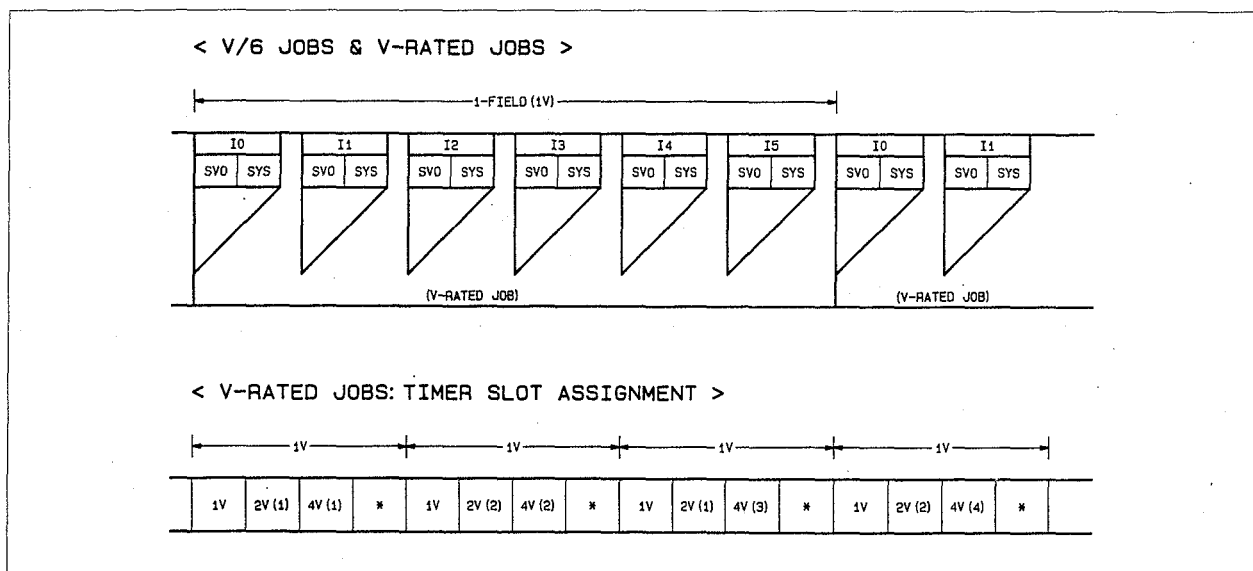 < V/6 JOBS & V-RATED JOBS >
1-FIELD (1V)
I0 I1 I2 I3 I4 I5 I0 I1
SVO SYS SVO SYS SVO SYS SVO SYS SVO SYS SVO SYS SVO SYS SVO SYS
(V-RATED JOB) (V-RATED JOB)
< V-RATED JOBS: TIMER SLOT ASSIGNMENT >
1V 1V 1V 1V
1V 2V (1) 4V (1) * 1V 2V (2) 4V (2) * 1V 2V (1) 4V (3) * 1V 2V (2) 4V (4) *